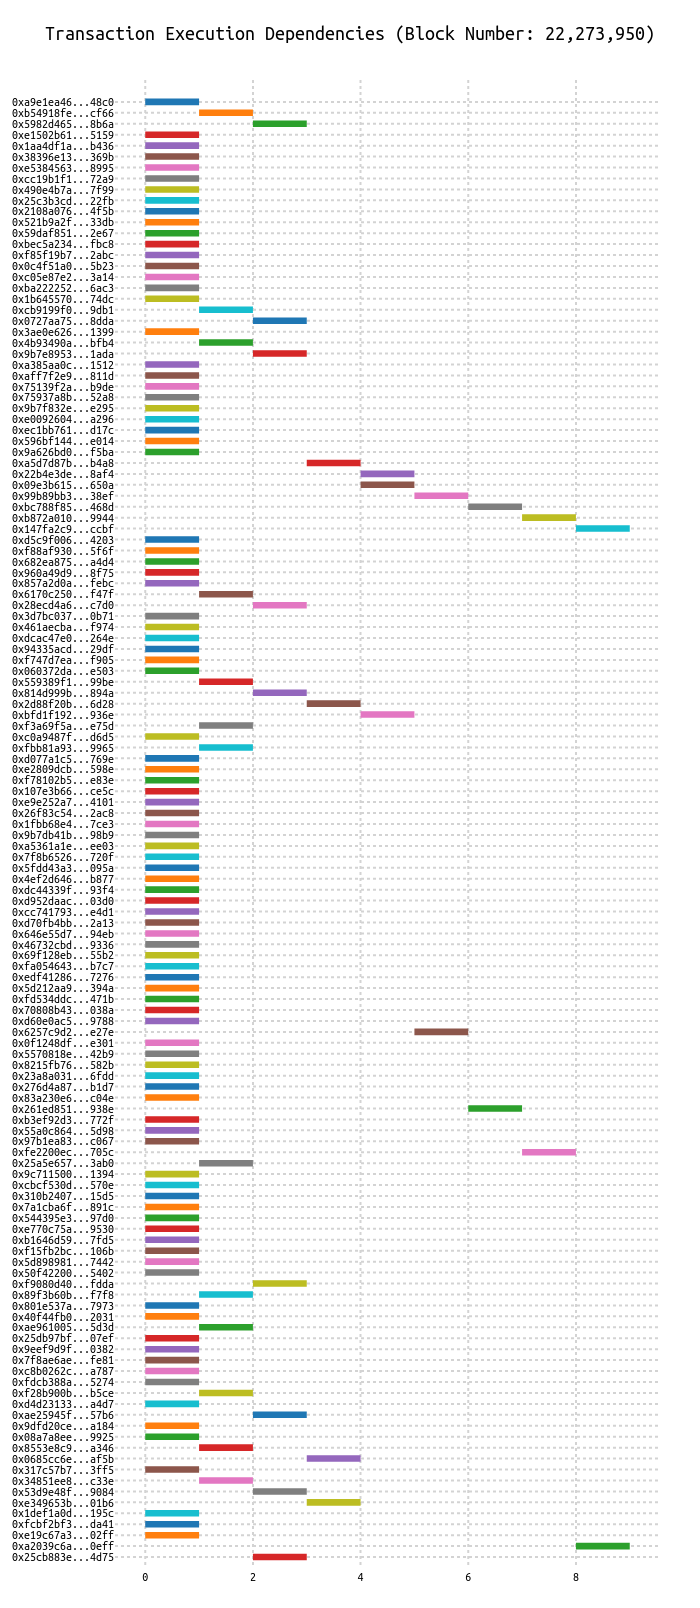 Transaction Execution Dependencies (Block Number: 22,273,950)
0xa9e1ea46...48c0
0xb54918fe...cf66
0x5982d465...8b6a
0xe1502b61...5159
0x1aa4df1a...b436
0x38396e13...369b
0xe5384563...8995
0xcc19b1f1...72a9
0x490e4b7a...7f99
0x25c3b3cd...22fb
0x2108a076...4f5b
0x521b9a2f...33db
0x59daf851...2e67
0xbec5a234...fbc8
0xf85f19b7...2abc
0x0c4f51a0...5b23
0xc05e87e2...3a14
0xba222252...6ac3
0x1b645570...74dc
0xcb9199f0...9db1
0x0727aa75...8dda
0x3ae0e626...1399
0x4b93490a...bfb4
0x9b7e8953...1ada
0xa385aa0c...1512
0xaff7f2e9...811d
0x75139f2a...b9de
0x75937a8b...52a8
0x9b7f832e...e295
0xe0092604...a296
0xec1bb761...d17c
0x596bf144...e014
0x9a626bd0...f5ba
0xa5d7d87b...b4a8
0x22b4e3de...8af4
0x09e3b615...650a
0x99b89bb3...38ef
0xbc788f85...468d
0xb872a010...9944
0x147fa2c9...ccbf
0xd5c9f006...4203
0xf88af930...5f6f
0x682ea875...a4d4
0x960a49d9...8f75
0x857a2d0a...febc
0x6170c250...f47f
0x28ecd4a6...c7d0
0x3d7bc037...0b71
0x461aecba...f974
0xdcac47e0...264e
0x94335acd...29df
0xf747d7ea...f905
0x060372da...e503
0x559389f1...99be
0x814d999b...894a
0x2d88f20b...6d28
0xbfd1f192...936e
0xf3a69f5a...e75d
0xc0a9487f...d6d5
0xfbb81a93...9965
0xd077a1c5...769e
0xe2809dcb...598e
0xf78102b5...e83e
0x107e3b66...ce5c
0xe9e252a7...4101
0x26f83c54...2ac8
0x1fbb68e4...7ce3
0x9b7db41b...98b9
0xa5361a1e...ee03
0x7f8b6526...720f
0x5fdd43a3...095a
0x4ef2d646...b877
0xdc44339f...93f4
0xd952daac...03d0
0xcc741793...e4d1
0xd70fb4bb...2a13
0x646e55d7...94eb
0x46732cbd...9336
0x69f128eb...55b2
0xfa054643...b7c7
0xedf41286...7276
0x5d212aa9...394a
0xfd534ddc...471b
0x70808b43...038a
0xd60e0ac5...9788
0x6257c9d2...e27e
0x0f1248df...e301
0x5570818e...42b9
0x8215fb76...582b
0x23a8a031...6fdd
0x276d4a87...b1d7
0x83a230e6...c04e
0x261ed851...938e
0xb3ef92d3...772f
0x55a0c864...5d98
0x97b1ea83...c067
0xfe2200ec...705c
0x25a5e657...3ab0
0x9c711500...1394
0xcbcf530d...570e
0x310b2407...15d5
0x7a1cba6f...891c
0x544395e3...97d0
0xe770c75a...9530
0xb1646d59...7fd5
0xf15fb2bc...106b
0x5d898981...7442
0x50f42200...5402
0xf9080d40...fdda
0x89f3b60b...f7f8
0x801e537a...7973
0x40f44fb0...2031
0xae961005...5d3d
0x25db97bf...07ef
0x9eef9d9f...0382
0x7f8ae6ae...fe81
0xc8b0262c...a787
0xfdcb388a...5274
0xf28b900b...b5ce
0xd4d23133...a4d7
0xae25945f...57b6
0x9dfd20ce...a184
0x08a7a8ee...9925
0x8553e8c9...a346
0x0685cc6e...af5b
0x317c57b7...3ff5
0x34851ee8...c33e
0x53d9e48f...9084
0xe349653b...01b6
0x1def1a0d...195c
0xfcbf2bf3...da41
0xe19c67a3...02ff
0xa2039c6a...0eff
0x25cb883e...4d75
0 2 4 6 8